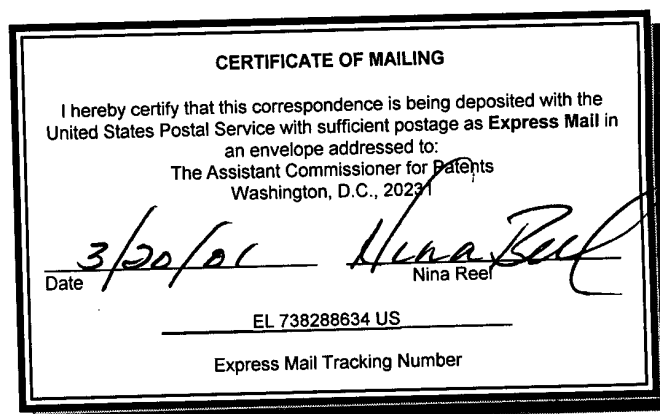 CERTIFICATE OF MAILING
I hereby certify that this correspondence is being deposited with the
United States Postal Service with sufficient postage as Express Mail in
an envelope addressed to:
The Assistant Commissioner for Patents
Washington, D.C., 20231
3/20/01 Nina Reel
Date Nina Reel
EL 738288634 US
Express Mail Tracking Number